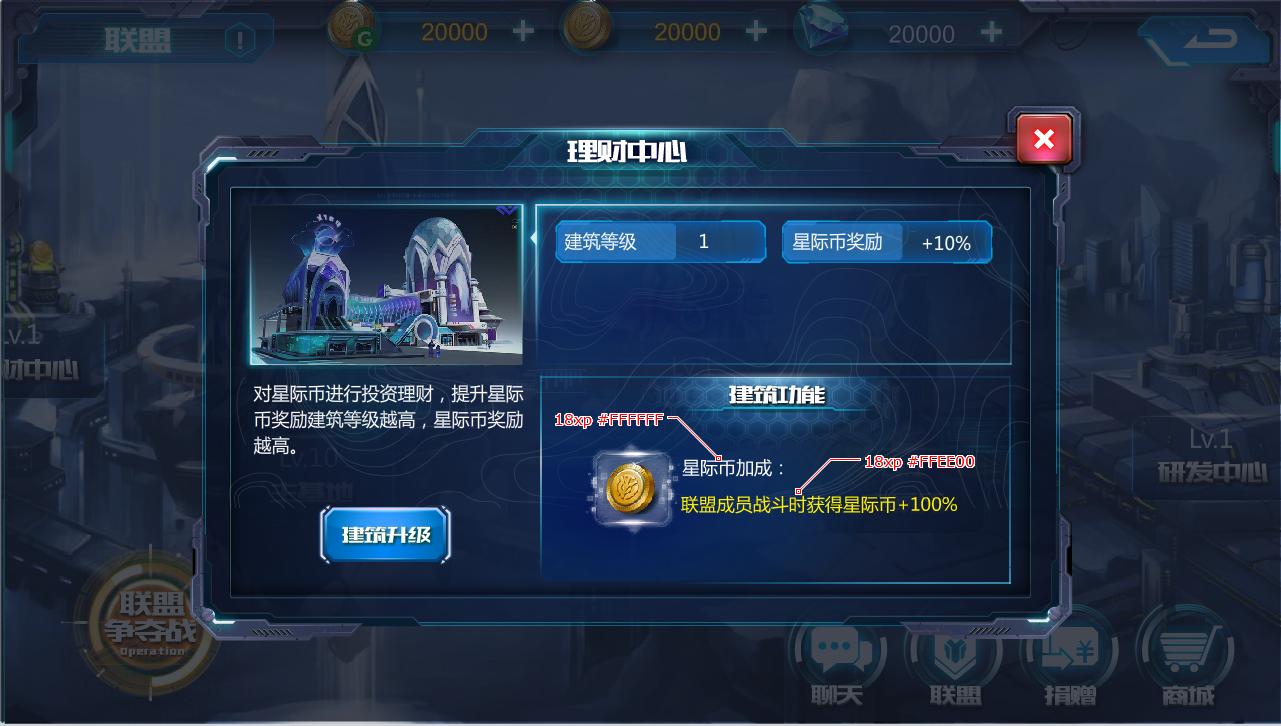 联盟
!
G
20000
20000
20000
理财中心
建筑等级
1
星际币奖励
+10%
对星际币进行投资理财，提升星际
币奖励建筑等级越高，星际币奖励
越高。
建筑升级
建筑功能
18xp #FFFFFF
18xp #FFEE00
星际币加成：
联盟成员战斗时获得星际币+100%
Lv.1
财中心
Lv.10
Lv.1
研发中心
联盟
争夺战
Operation
聊天
联盟
捐赠
商城